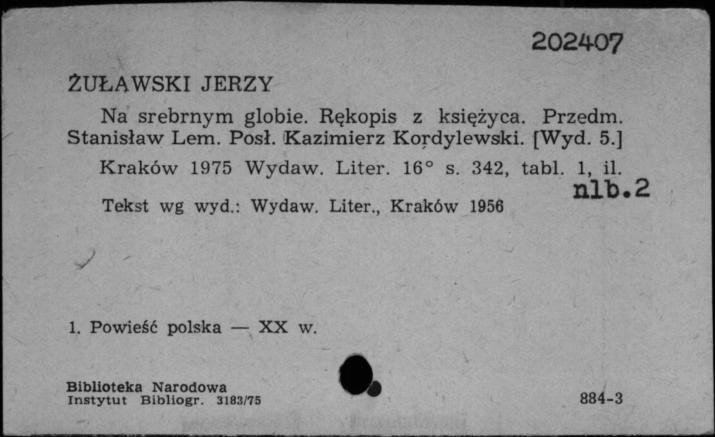 202407
ŻUŁAWSKI JERZY
Na srebrnym globie. Rękopis z księżyca. Przedm.
Stanisław Lem. Posł. Kazimierz Kordylewski. [Wyd. 5.]
Kraków 1975 Wydaw. Liter. 16° s. 342, tabl. 1, il.
nlb.2
Tekst wg wyd.: Wydaw. Liter., Kraków 1956
1. Powieść polska — XX w.
Biblioteka Narodowa
Instytut Bibliogr. 3183/75
884-3